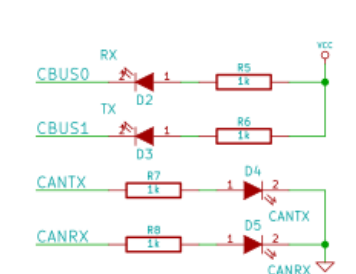 VCC
RX
CBUS0
2
1
R5
1k
D2
TX
CBUS1
2
1
R6
1k
D3
CANTX
R7
1k
1
D4
2
CANTX
CANRX
R8
1k
1
D5
2
CANRX